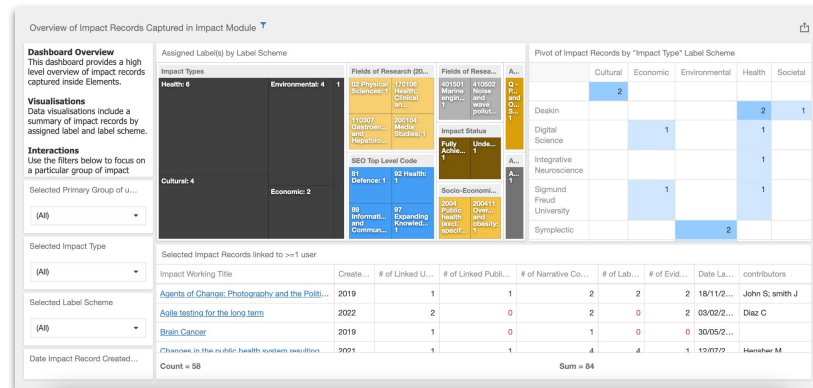 Overview of Impact Records Captured in Impact Module
Dashboard Overview
This dashboard provides a high
level overview of impact records
captured inside Elements.
Visualisations
Data visualisations include a
summary of impact records by
assigned label and label scheme.
Interactions
Use the filters below to focus on
a particular group of impact
Selected Primary Group of u...
(All)
Selected Impact Type
(All)
Selected Label Scheme
(All)
Date Impact Record Created...
Assigned Label(s) by Label Scheme
Impact Types
Health: 6
Environmental: 4
1
Cultural: 4
Economic: 2
Fields of Research (20...
02 Physical
Sciences: 1
170106
Health,
Clinical
an...
110307
Gastroen...
and
Hepatolo...
200104
Media
Studies: 1
SEO Top Level Code
81
Defence: 1
92 Health:
1
89
Informati...
and
Commun...
97
Expanding
Knowled...
1
Fields of Resea...
401501
Marine
engin...
1
410502
Noise
and
wave
pollut...
Impact Status
Fully
Achie...
1
Unde...
1
Socio-Economi...
2004
Public
health
(excl.
specif...
200411
Over...
and
obesity:
1
A...
Q -
P...
and
O...
S...
1
A...
A...
1
Pivot of Impact Records by "Impact Type" Label Scheme
Cultural Economic Environmental Health Societal
2
Deakin 2 1
Digital
Science 1 1
Integrative
Neuroscience 1
Sigmund
Freud
University 1 1
Symplectic 2
Selected Impact Records linked to >=1 user
Impact Working Title Create... # of Linked U... # of Linked Publi... # of Narrative Co... # of Lab... # of Evid... Date La... contributors
Agents of Change: Photography and the Politi... 2019 1 1 2 2 2 18/11/2... John S; smith J
Agile testing for the long term 2022 2 0 2 0 2 03/02/2... Diaz C
Brain Cancer 2019 1 0 1 0 0 30/05/2...
Changes in the public health system resulting 2021 1 1 4 4 1 12/07/2 Hensher M
Count = 58 Sum = 84